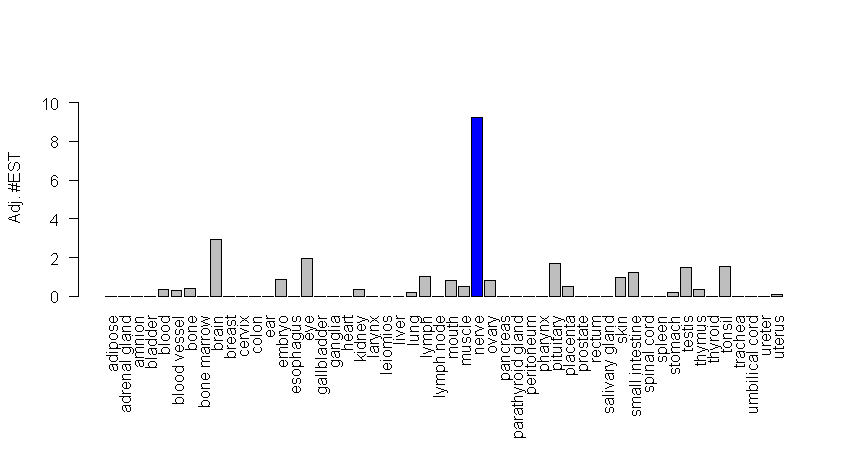 10
8
6
4
2
0
Adj. #EST
adipose
adrenal gland
amnion
bladder
blood
blood vessel
bone
bone marrow
brain
breast
cervix
colon
ear
embryo
esophagus
eye
gallbladder
ganglia
heart
kidney
larynx
leiomios
liver
lung
lymph
lymph node
mouth
muscle
nerve
ovary
pancreas
parathyroid gland
peritoneum
pharynx
pituitary
placenta
prostate
rectum
salivary gland
skin
small intestine
spinal cord
spleen
stomach
testis
thymus
thyroid
tonsil
trachea
umbilical cord
ureter
uterus